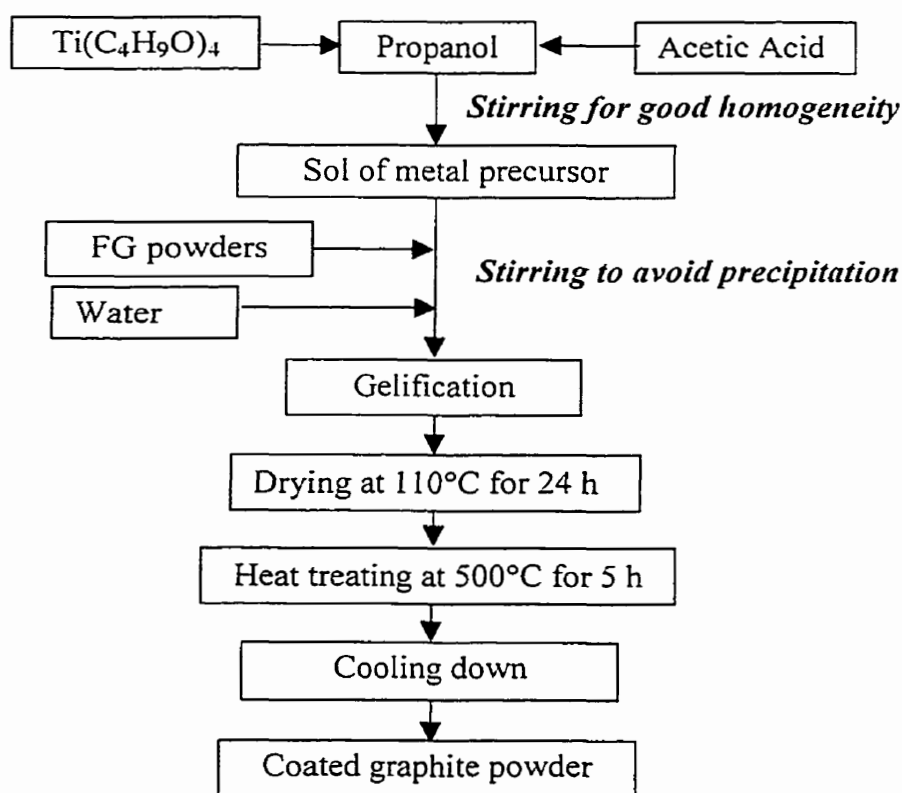 Ti(C₄H₉O)₄
Propanol
Acetic Acid
Stirring for good homogeneity
Sol of metal precursor
FG powders
Stirring to avoid precipitation
Water
Gelification
Drying at 110°C for 24 h
Heat treating at 500°C for 5 h
Cooling down
Coated graphite powder